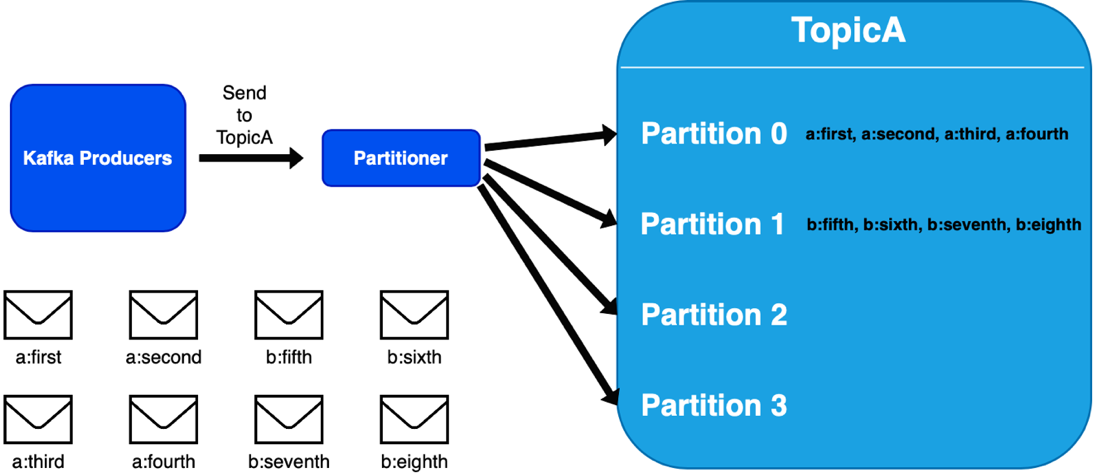 TopicA
Send
to
TopicA
Kafka Producers
Partitioner
Partition 0 a:first, a:second, a:third, a:fourth
Partition 1 b:fifth, b:sixth, b:seventh, b:eighth
Partition 2
Partition 3
a:first a:second b:fifth b:sixth
a:third a:fourth b:seventh b:eighth